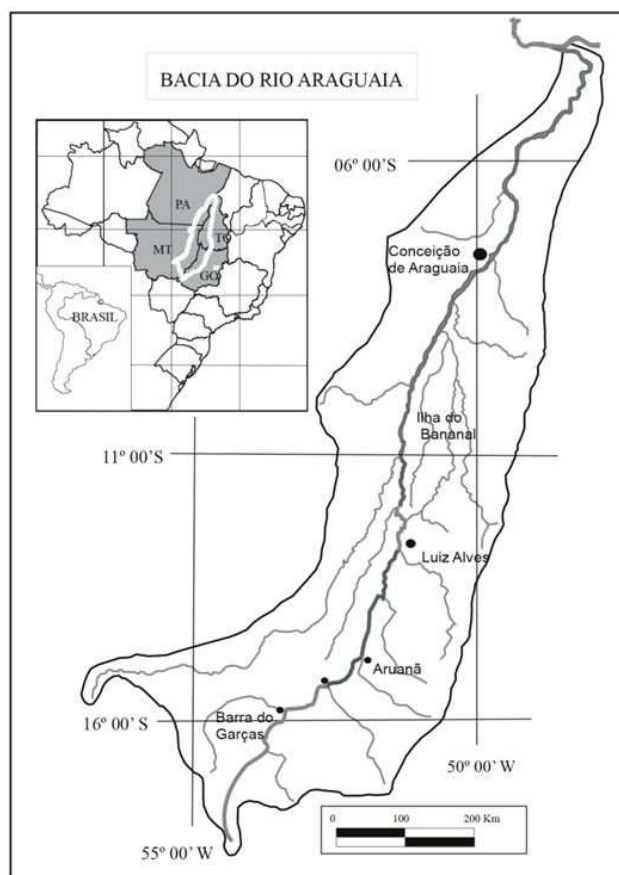 BACIA DO RIO ARAGUAIA
PA
MT
TO
GO
BRASIL
06º 00'S
Conceição
de Araguaia
Ilha do
Bananal
11º 00'S
Luiz Alves
Aruanã
Barra do
Garças
16º 00' S
50º 00' W
55º 00' W
0 100 200 Km